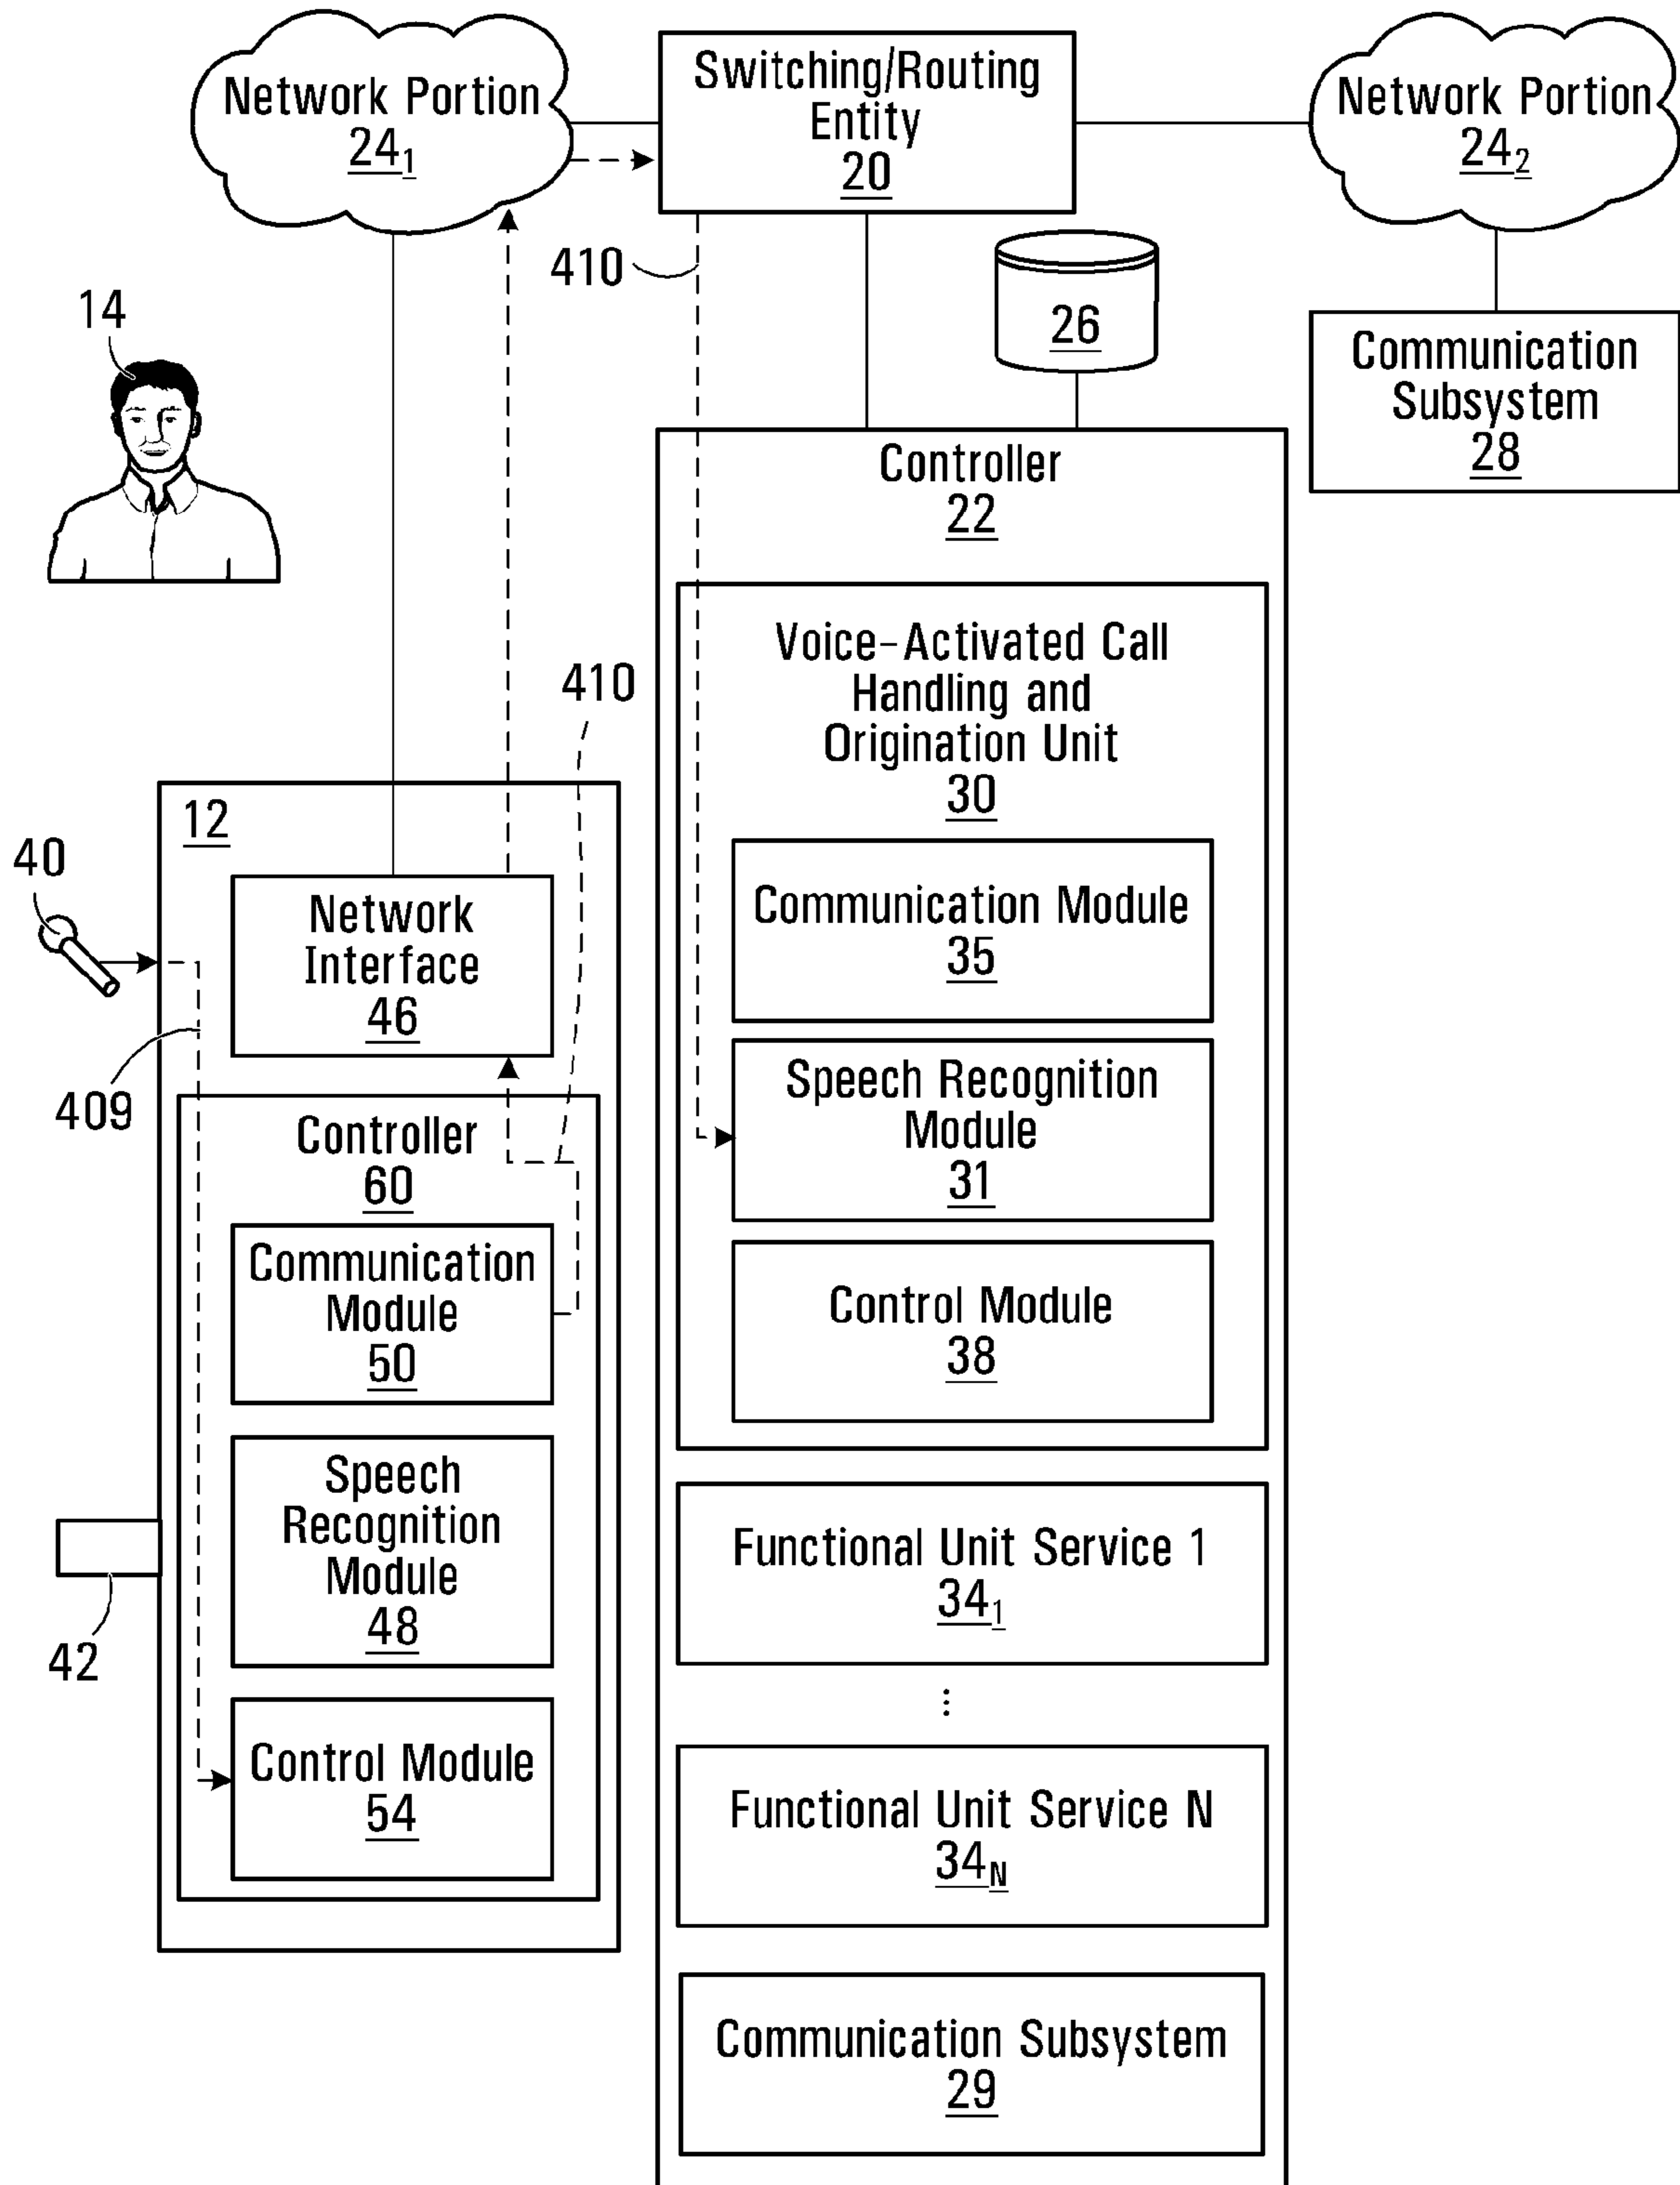 Network Portion
24₁
Switching/Routing
Entity
20
Network Portion
24₂
410
26
Communication
Subsystem
28
14
Controller
22
Voice-Activated Call
Handling and
Origination Unit
30
410
12
40
Network
Interface
46
Communication Module
35
409
Speech Recognition
Module
31
Controller
60
Communication
Module
50
Control Module
38
Speech
Recognition
Module
48
42
Functional Unit Service 1
34₁
⋮
Control Module
54
Functional Unit Service N
34N
Communication Subsystem
29